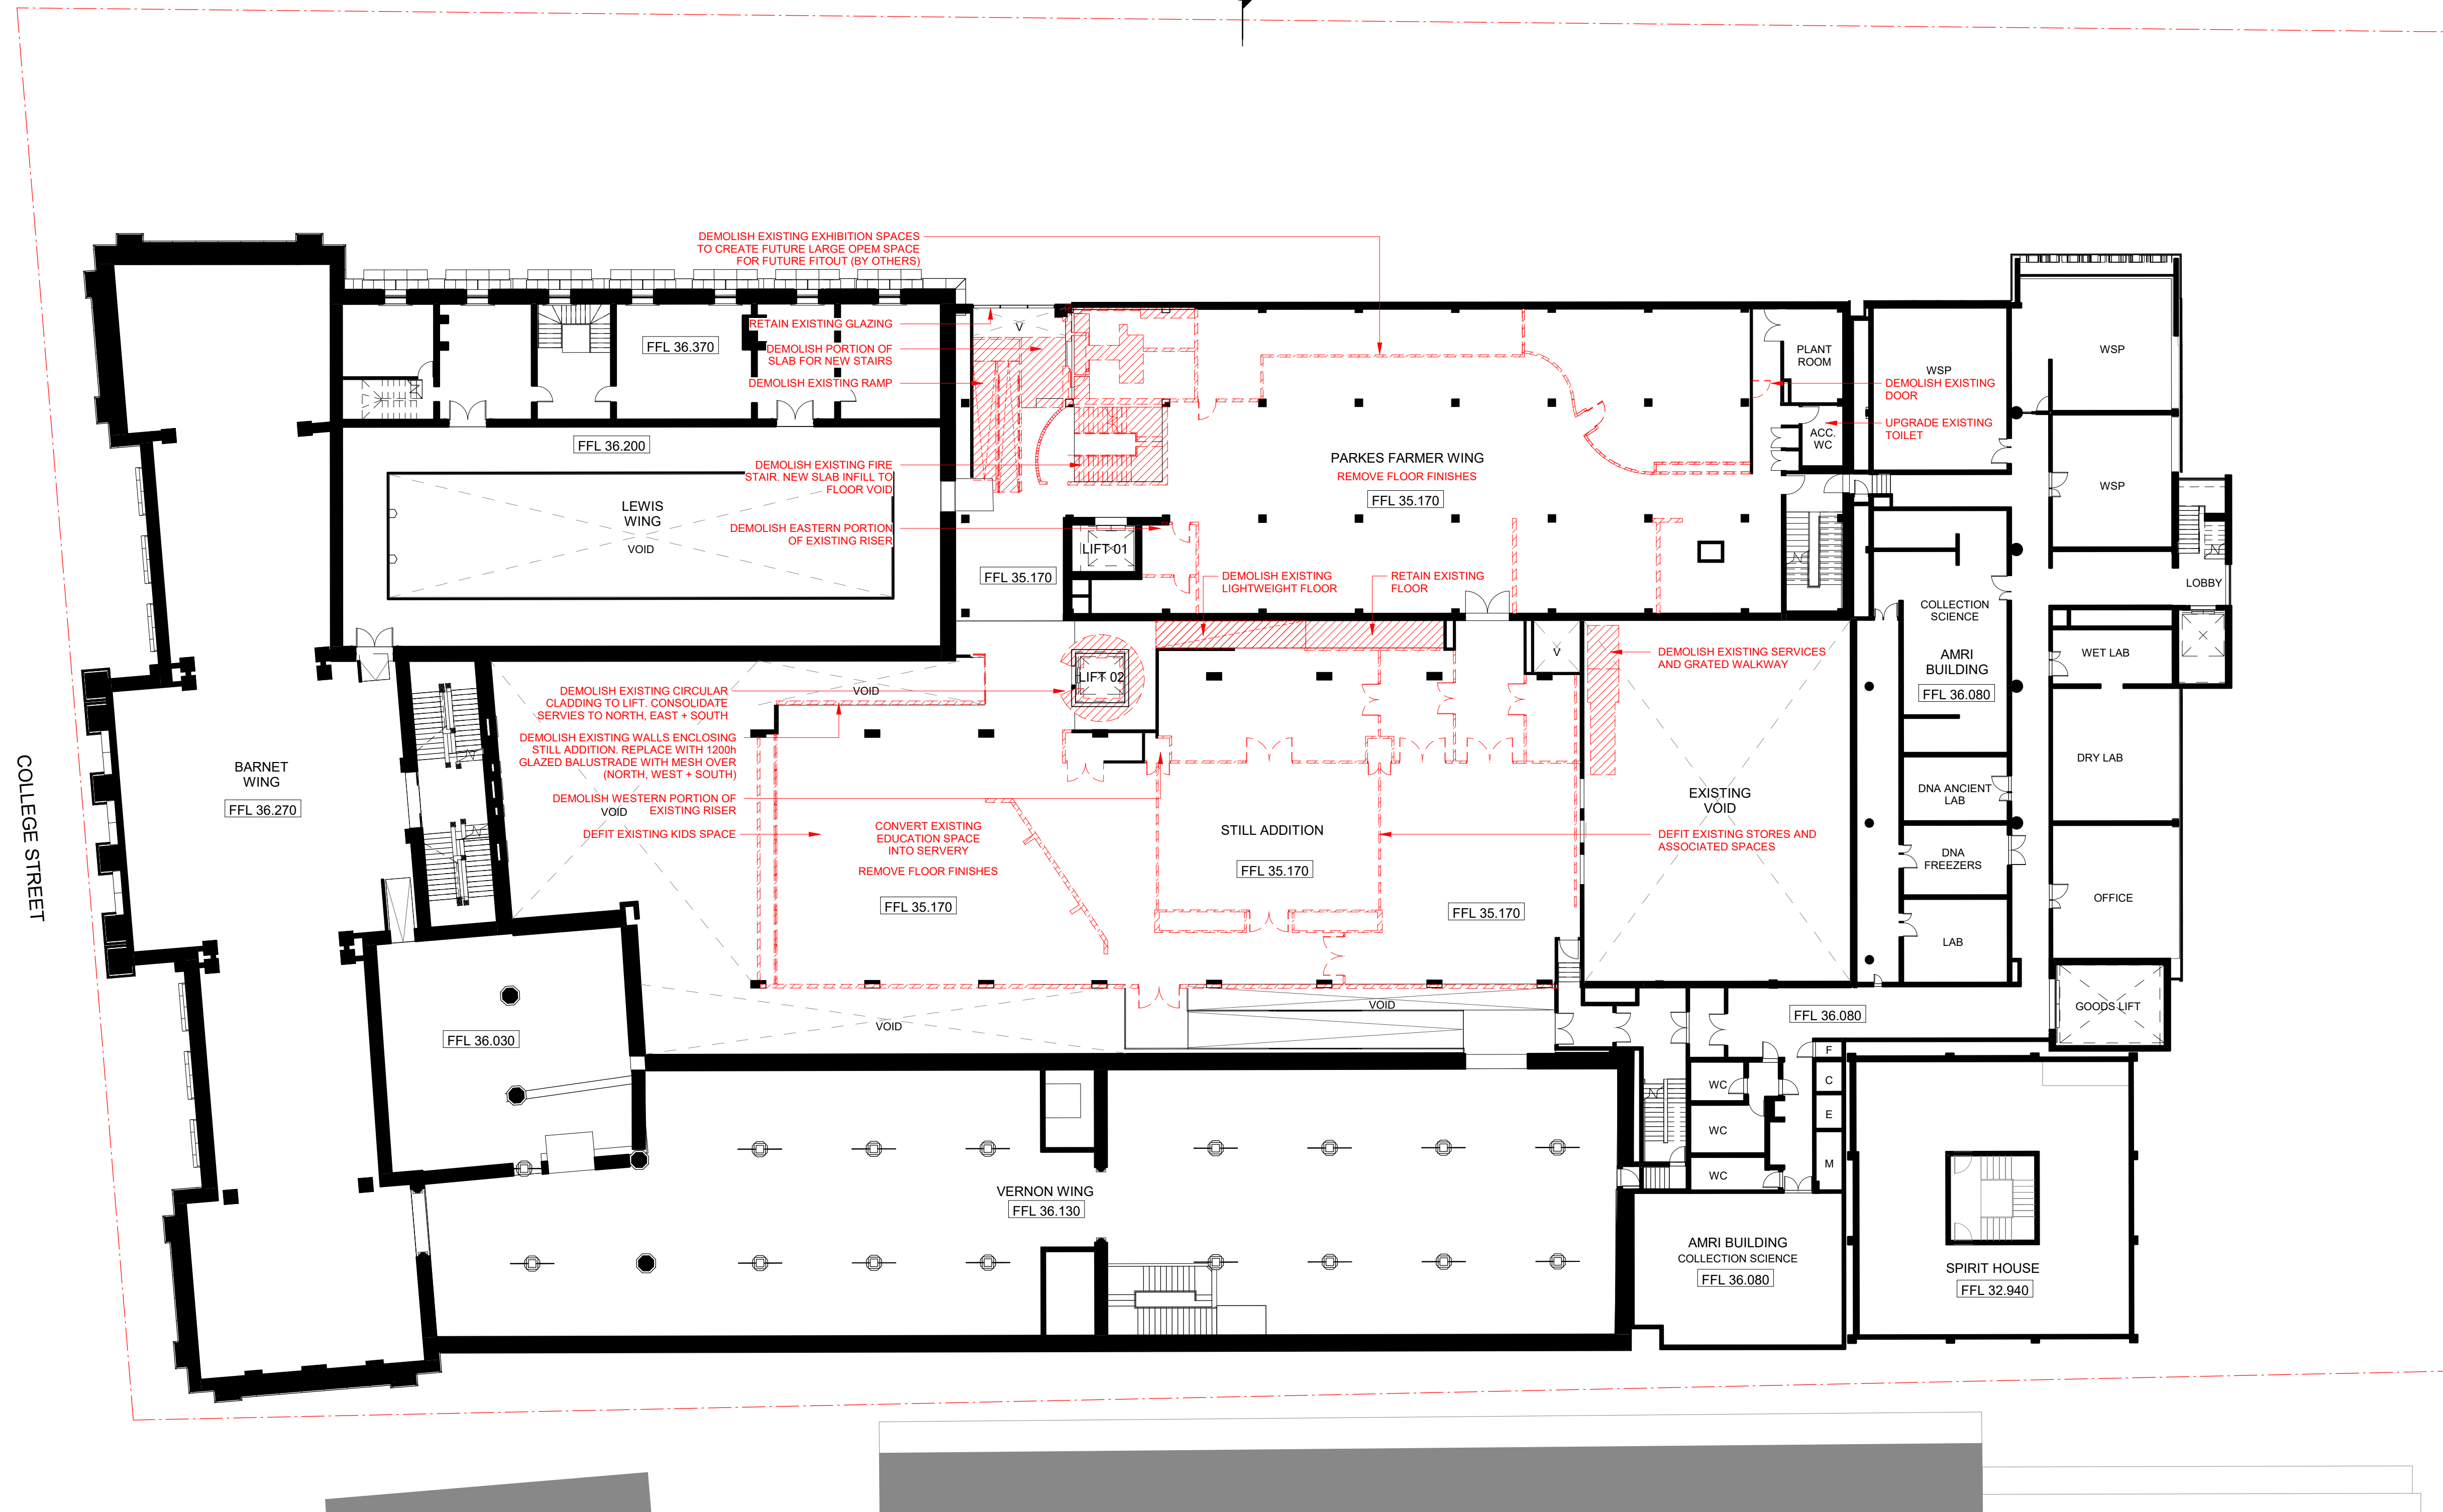 DEMOLISH EXISTING EXHIBITION SPACES
TO CREATE FUTURE LARGE OPEM SPACE
FOR FUTURE FITOUT (BY OTHERS)
RETAIN EXISTING GLAZING
V
FFL 36.370
DEMOLISH PORTION OF
SLAB FOR NEW STAIRS
DEMOLISH EXISTING RAMP
PLANT
ROOM
WSP
DEMOLISH EXISTING
DOOR
WSP
UPGRADE EXISTING
TOILET
ACC.
WC
FFL 36.200
DEMOLISH EXISTING FIRE
STAIR. NEW SLAB INFILL TO
FLOOR VOID
PARKES FARMER WING
REMOVE FLOOR FINISHES
FFL 35.170
WSP
LEWIS
WING
VOID
DEMOLISH EASTERN PORTION
OF EXISTING RISER
LIFT 01
FFL 35.170
DEMOLISH EXISTING
LIGHTWEIGHT FLOOR
RETAIN EXISTING
FLOOR
LOBBY
COLLECTION
SCIENCE
AMRI
BUILDING
FFL 36.080
WET LAB
V
DEMOLISH EXISTING SERVICES
AND GRATED WALKWAY
LIFT 02
VOID
DEMOLISH EXISTING CIRCULAR
CLADDING TO LIFT. CONSOLIDATE
SERVIES TO NORTH, EAST + SOUTH
DEMOLISH EXISTING WALLS ENCLOSING
STILL ADDITION. REPLACE WITH 1200h
GLAZED BALUSTRADE WITH MESH OVER
(NORTH, WEST + SOUTH)
DEMOLISH WESTERN PORTION OF
EXISTING RISER
VOID
DEFIT EXISTING KIDS SPACE
COLLEGE STREET
BARNET
WING
FFL 36.270
CONVERT EXISTING
EDUCATION SPACE
INTO SERVERY
REMOVE FLOOR FINISHES
FFL 35.170
STILL ADDITION
FFL 35.170
FFL 35.170
EXISTING
VOID
DEFIT EXISTING STORES AND
ASSOCIATED SPACES
DRY LAB
DNA ANCIENT
LAB
DNA
FREEZERS
OFFICE
LAB
GOODS LIFT
VOID
VOID
FFL 36.080
FFL 36.030
F
C
E
M
WC
WC
WC
VERNON WING
FFL 36.130
AMRI BUILDING
COLLECTION SCIENCE
FFL 36.080
SPIRIT HOUSE
FFL 32.940